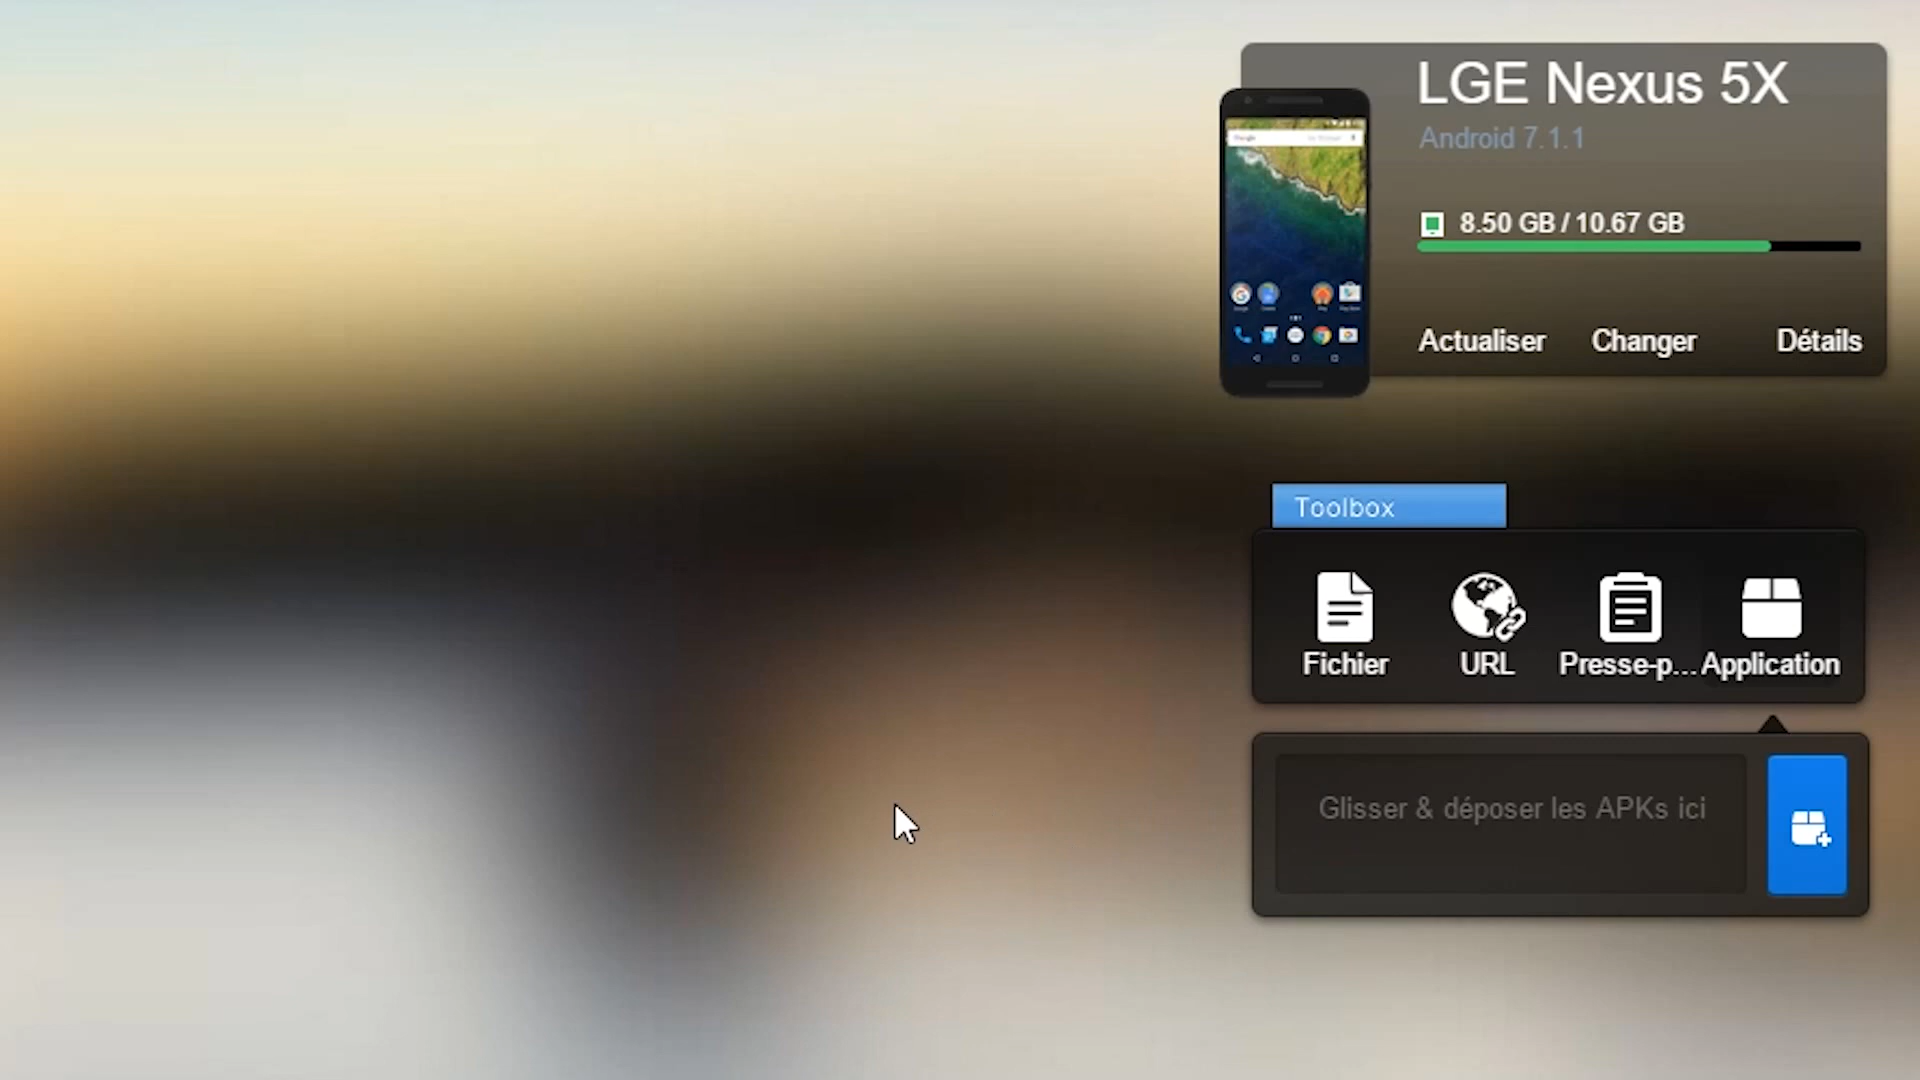 LGE Nexus 5X
Android 7.1.1
8.50 GB / 10.67 GB
Actualiser Changer Détails
Toolbox
Fichier URL Presse-p... Application
Glisser & déposer les APKs ici